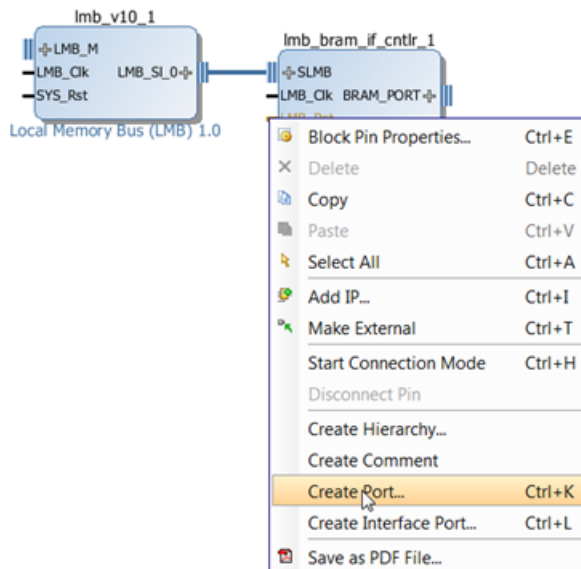 lmb_v10_1
LMB_M
LMB_Clk LMB_Sl_0
SYS_Rst
Local Memory Bus (LMB) 1.0
lmb_bram_if_cntlr_1
SLMB
LMB_Clk BRAM_PORT
LMB_Rst
Block Pin Properties... Ctrl+E
Delete Delete
Copy Ctrl+C
Paste Ctrl+V
Select All Ctrl+A
Add IP... Ctrl+I
Make External Ctrl+T
Start Connection Mode Ctrl+H
Disconnect Pin
Create Hierarchy...
Create Comment
Create Port... Ctrl+K
Create Interface Port... Ctrl+L
Save as PDF File...